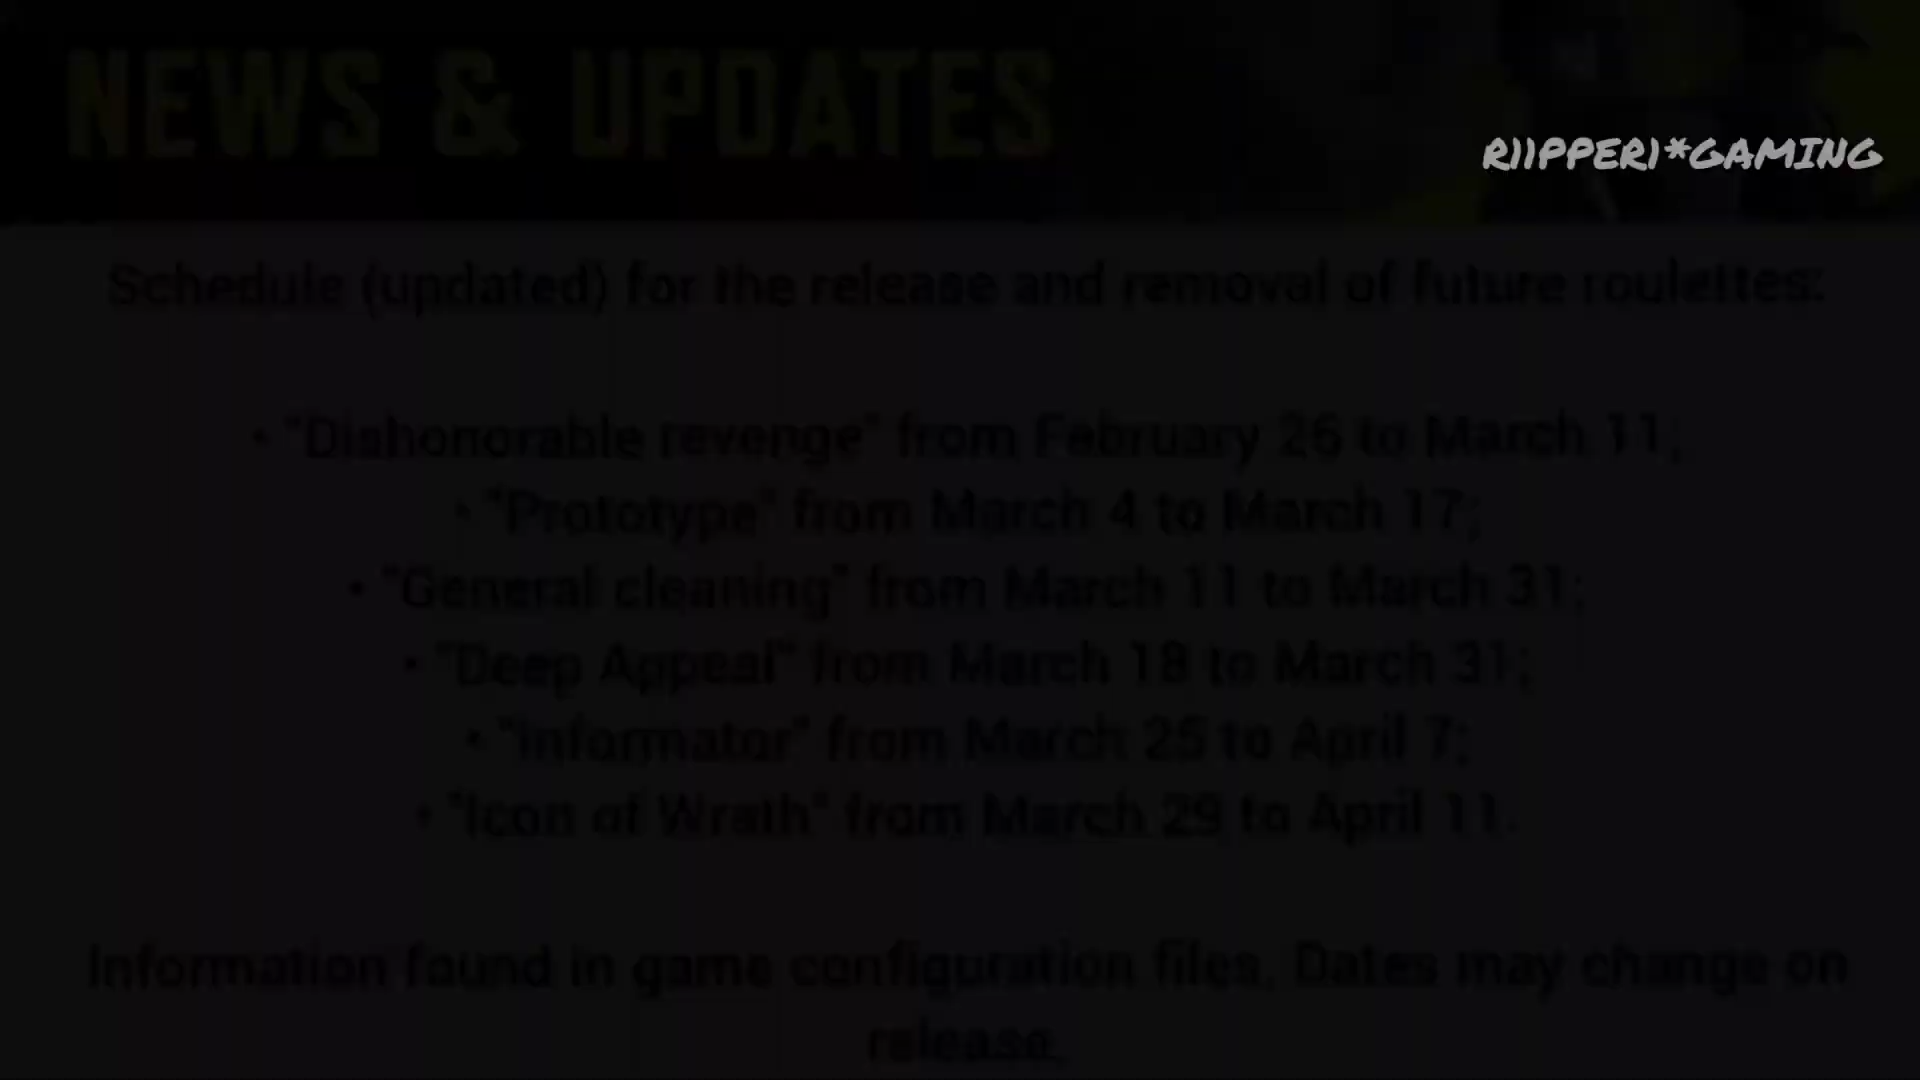 NEWS & UPDATES
R11PPER1*GAMING
Schedule (updated) for the release and removal of future roulettes:
• "Dishonorable revenge" from February 26 to March 11;
• "Prototype" from March 4 to March 17;
• "General cleaning" from March 11 to March 31;
• "Deep Appeal" from March 18 to March 31;
• "Informator" from March 25 to April 7;
• "Icon of Wrath" from March 29 to April 11.
Information found in game configuration files. Dates may change on
release.